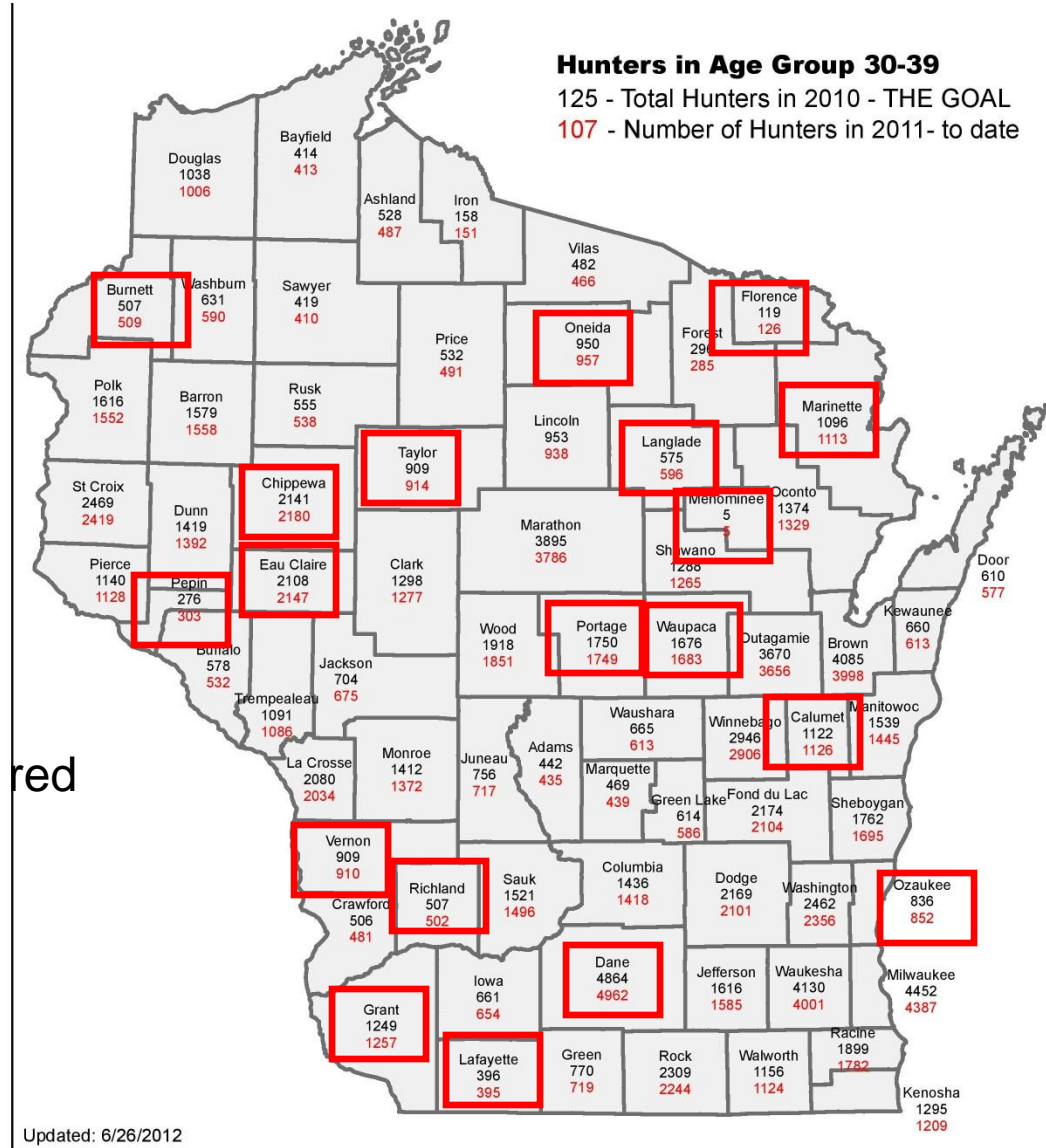 Hunters in Age Group 30-39
125 - Total Hunters in 2010 - THE GOAL
107 - Number of Hunters in 2011- to date
Bayfield
414
413
Douglas
1038
1006
Ashland
528
487
Iron
158
151
Vilas
482
466
Burnett
507
509
Washburn
631
590
Sawyer
419
410
Price
532
491
Oneida
950
957
Forest
296
285
Florence
119
126
Polk
1616
1552
Barron
1579
1558
Rusk
555
538
Taylor
909
914
Lincoln
953
938
Langlade
575
596
Marinette
1096
1113
St Croix
2469
2419
Dunn
1419
1392
Chippewa
2141
2180
Marathon
3895
3786
Menominee
5
5
Oconto
1374
1329
Shawano
1288
1265
Door
610
577
Pierce
1140
1128
Pepin
276
303
Eau Claire
2108
2147
Clark
1298
1277
Wood
1918
1851
Portage
1750
1749
Waupaca
1676
1683
Outagamie
3670
3656
Brown
4085
3998
Kewaunee
660
613
Buffalo
578
532
Trempealeau
1091
1086
Jackson
704
675
Waushara
665
613
Winnebago
2946
2906
Calumet
1122
1126
Manitowoc
1539
1445
La Crosse
2080
2034
Monroe
1412
1372
Juneau
756
717
Adams
442
435
Marquette
469
439
Green Lake
614
586
Fond du Lac
2174
2104
Sheboygan
1762
1695
red
Vernon
909
910
Richland
507
502
Crawford
506
481
Sauk
1521
1496
Columbia
1436
1418
Dodge
2169
2101
Washington
2462
2356
Ozaukee
836
852
Grant
1249
1257
Iowa
661
654
Dane
4864
4962
Jefferson
1616
1585
Waukesha
4130
4001
Milwaukee
4452
4387
Lafayette
396
395
Green
770
719
Rock
2309
2244
Walworth
1156
1124
Racine
1899
1782
Kenosha
1295
1209
Updated: 6/26/2012